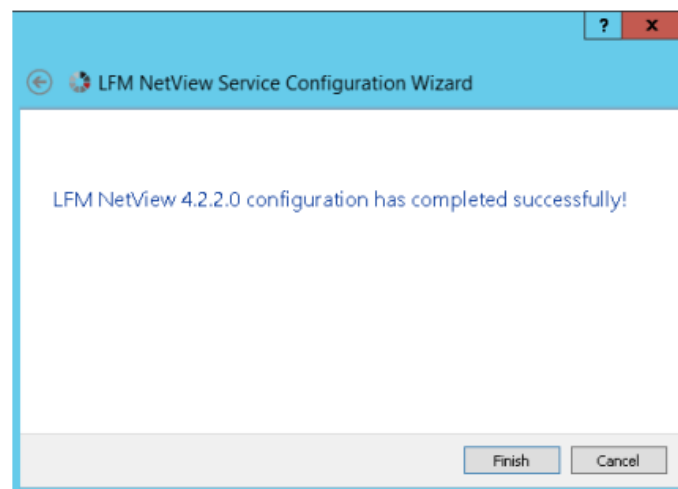 ? x
LFM NetView Service Configuration Wizard
LFM NetView 4.2.2.0 configuration has completed successfully!
Finish Cancel